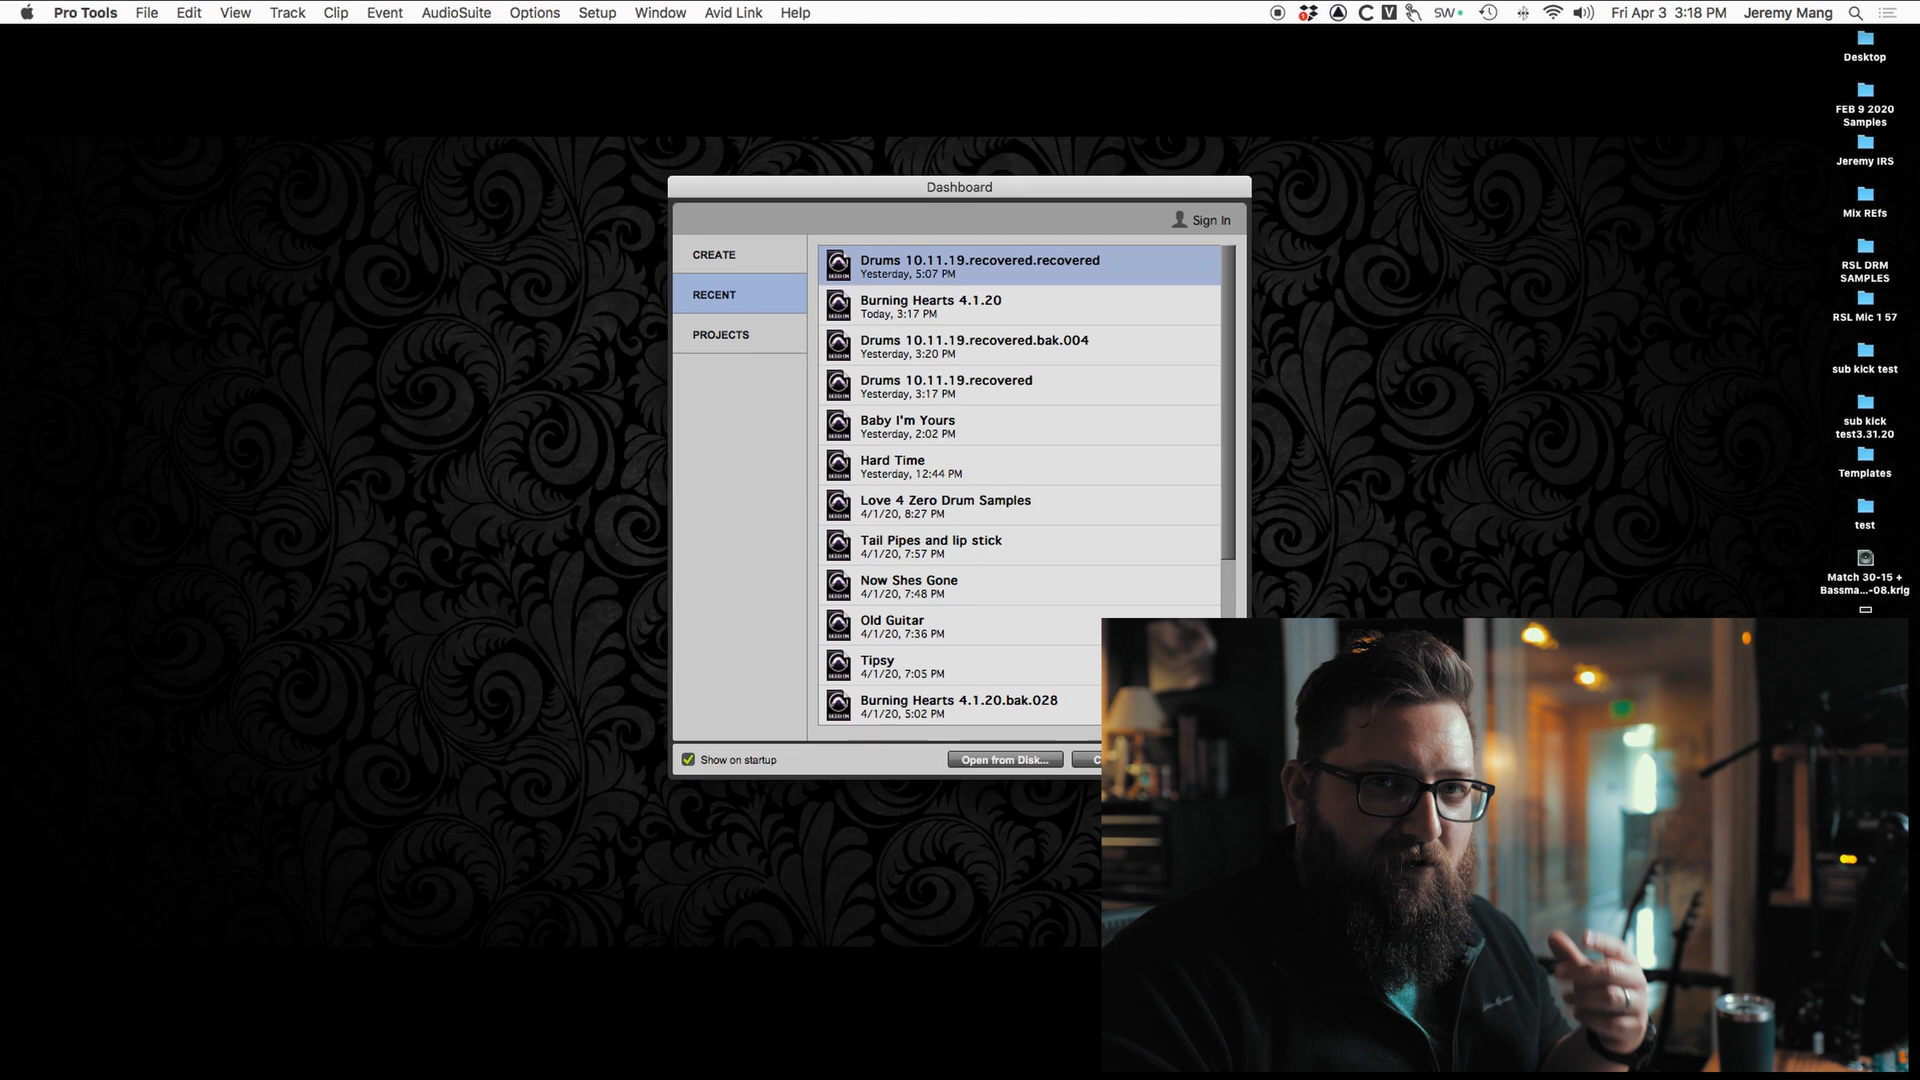 Pro Tools File Edit View Track Clip Event AudioSuite Options Setup Window Avid Link Help
SW Fri Apr 3 3:18 PM Jeremy Mang
Dashboard
Sign In
CREATE
RECENT
PROJECTS
Drums 10.11.19.recovered.recovered
Yesterday, 5:07 PM
Burning Hearts 4.1.20
Today, 3:17 PM
Drums 10.11.19.recovered.bak.004
Yesterday, 3:20 PM
Drums 10.11.19.recovered
Yesterday, 3:17 PM
Baby I'm Yours
Yesterday, 2:02 PM
Hard Time
Yesterday, 12:44 PM
Love 4 Zero Drum Samples
4/1/20, 8:27 PM
Tail Pipes and lip stick
4/1/20, 7:57 PM
Now Shes Gone
4/1/20, 7:48 PM
Old Guitar
4/1/20, 7:36 PM
Tipsy
4/1/20, 7:05 PM
Burning Hearts 4.1.20.bak.028
4/1/20, 5:02 PM
Show on startup
Open from Disk...
Desktop
FEB 9 2020
Samples
Jeremy IRS
Mix REfs
RSL DRM
SAMPLES
RSL Mic 1 57
sub kick test
sub kick
test3.31.20
Templates
test
Match 30-15 +
Bassma...-08.krig